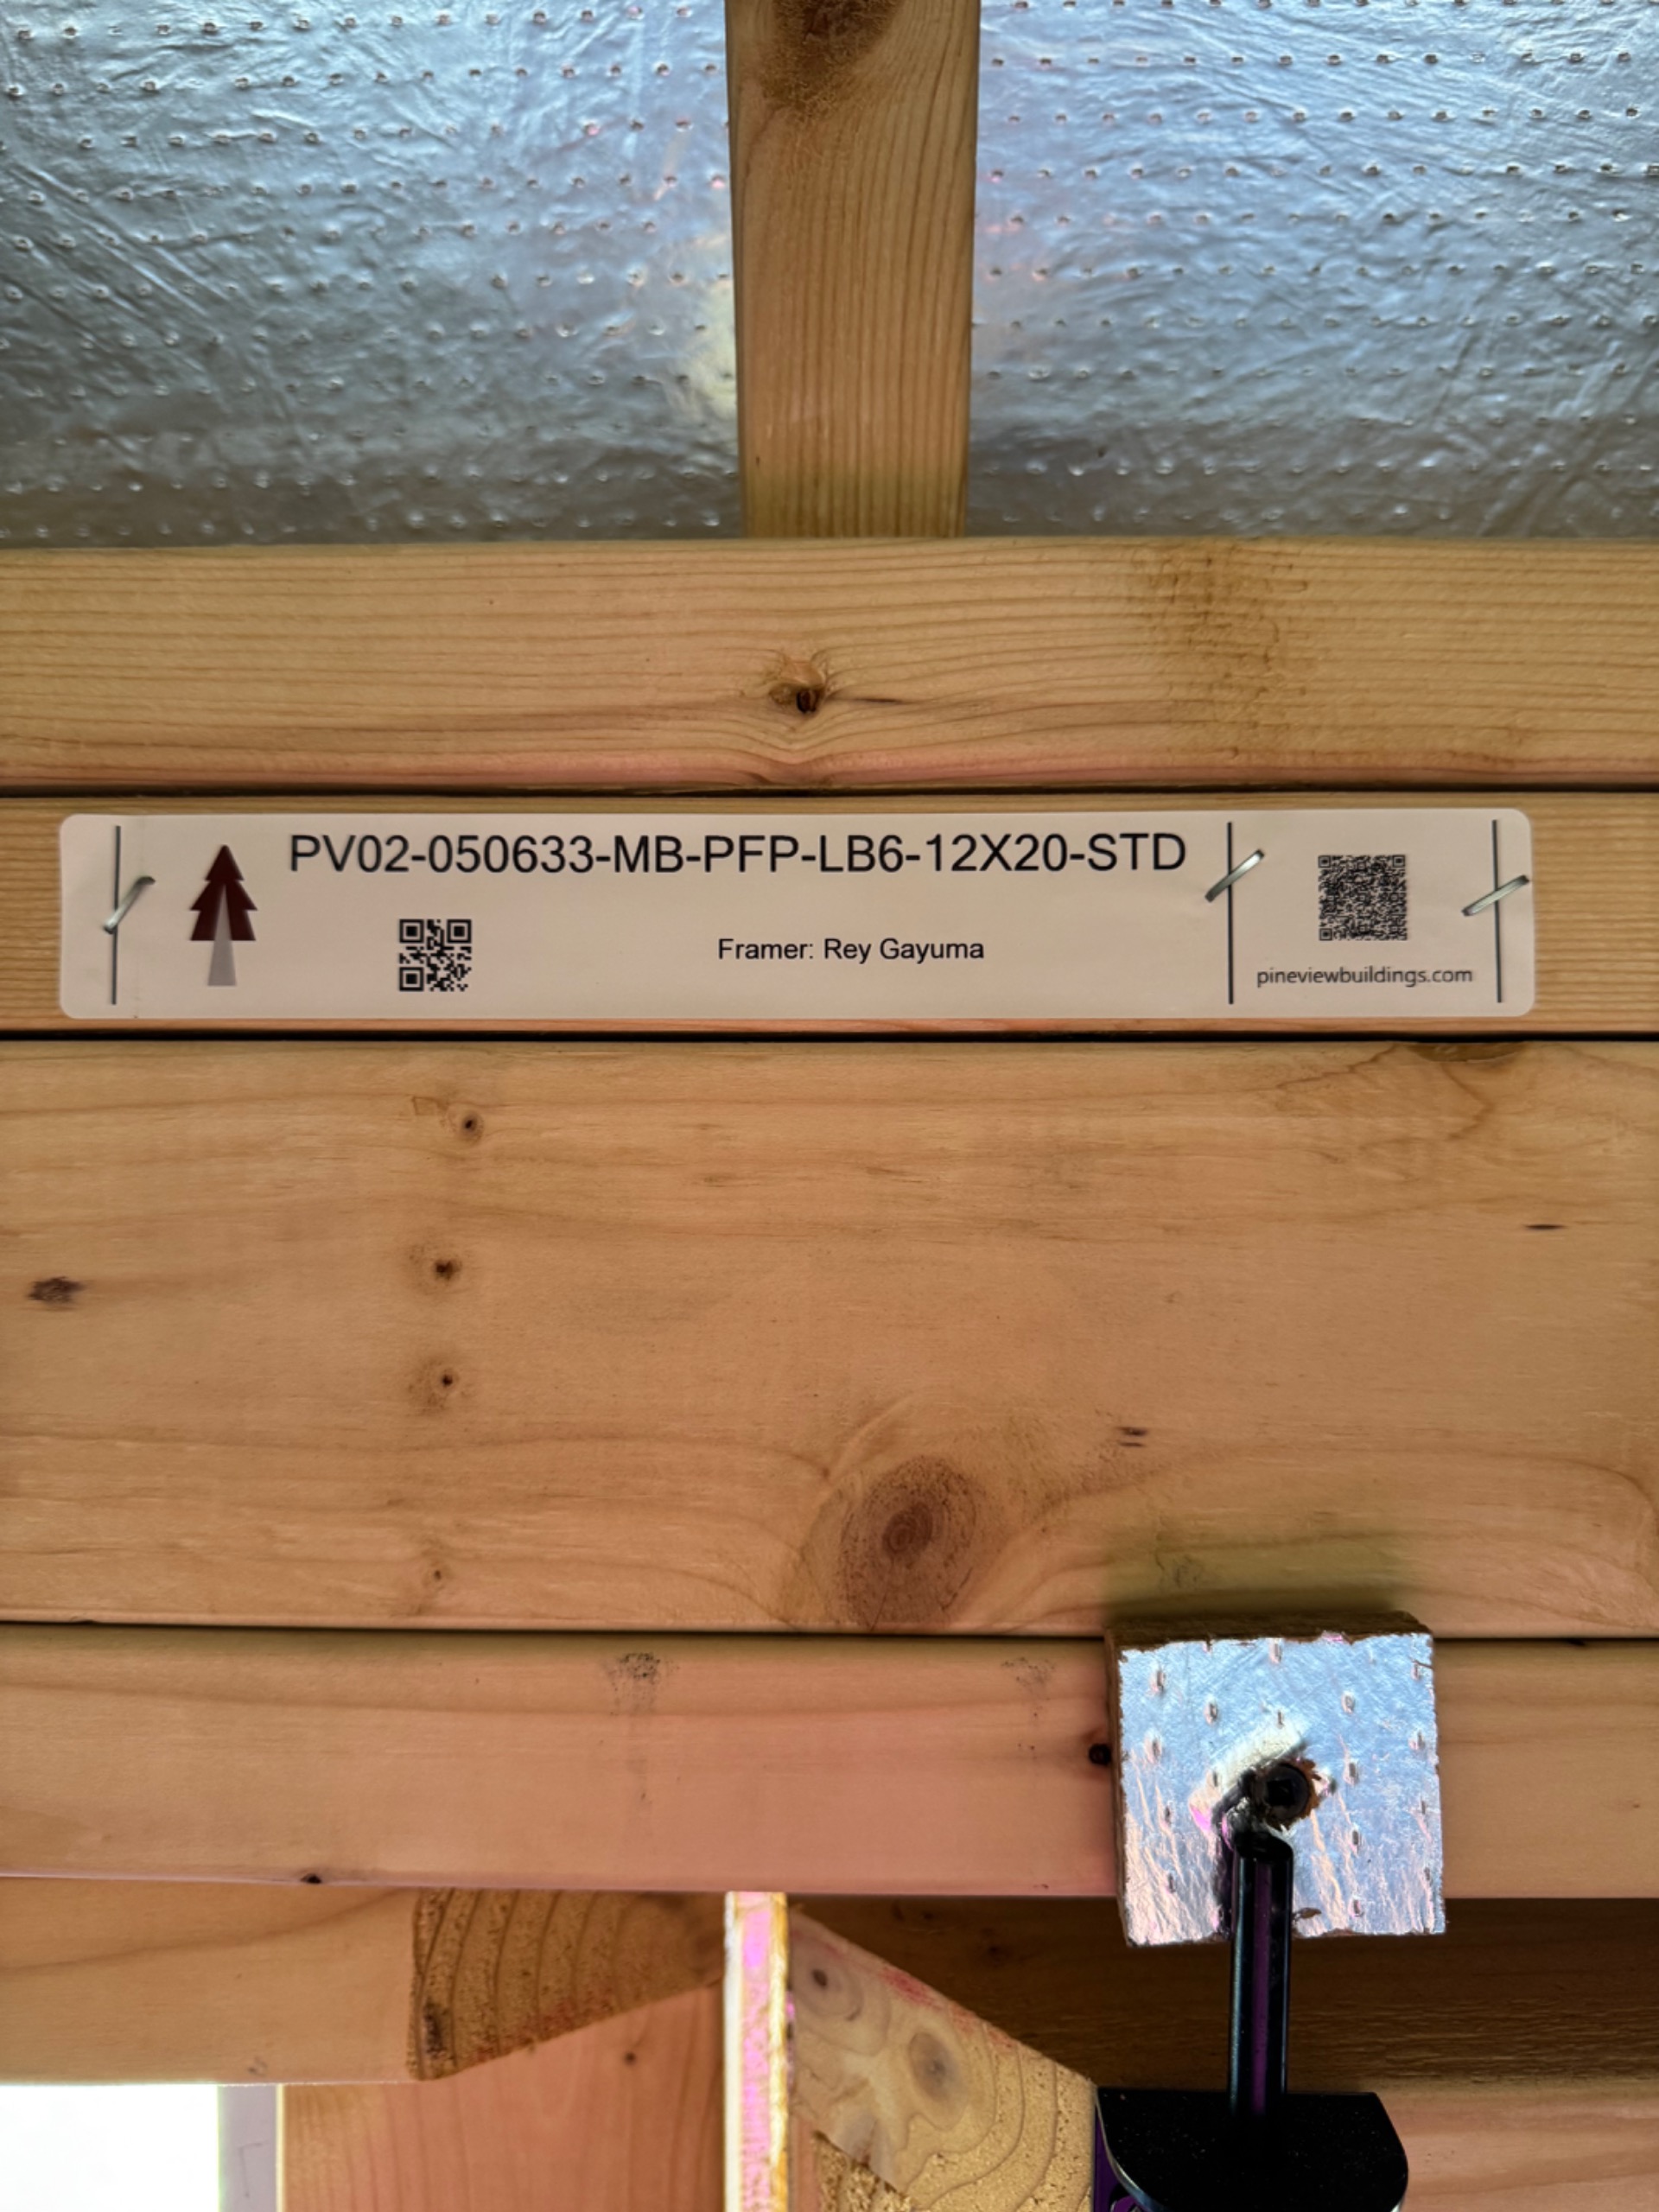 PV02-050633-MB-PFP-LB6-12X20-STD
Framer: Rey Gayuma
pineviewbuildings.com